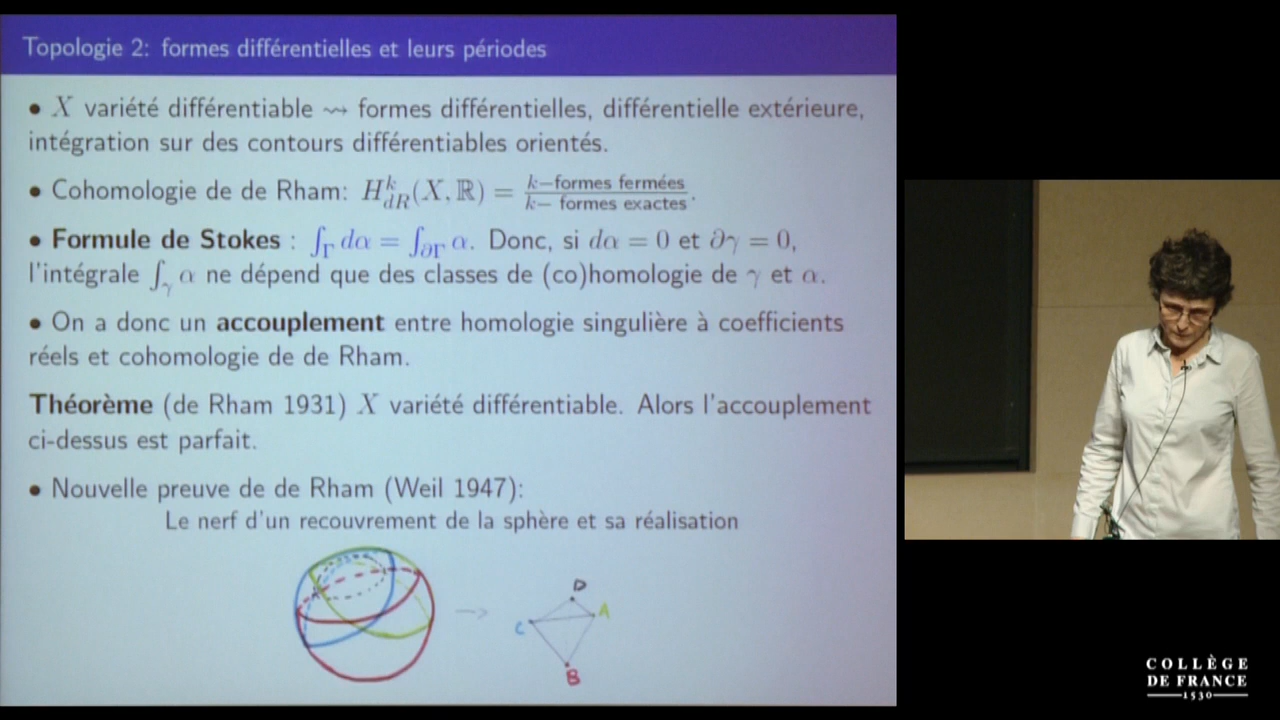 Topologie 2: formes différentielles et leurs périodes
• X variété différentiable ⇝ formes différentielles, différentielle extérieure,
intégration sur des contours différentiables orientés.
• Cohomologie de de Rham: H^k_{dR}(X, ℝ) = k−formes fermées / k− formes exactes.
• Formule de Stokes : ∫_Γ dα = ∫_{∂Γ} α. Donc, si dα = 0 et ∂γ = 0,
l'intégrale ∫_γ α ne dépend que des classes de (co)homologie de γ et α.
• On a donc un accouplement entre homologie singulière à coefficients
réels et cohomologie de de Rham.
Théorème (de Rham 1931) X variété différentiable. Alors l'accouplement
ci-dessus est parfait.
• Nouvelle preuve de de Rham (Weil 1947):
Le nerf d'un recouvrement de la sphère et sa réalisation
D
A
C
B
COLLÈGE
DE FRANCE
1530